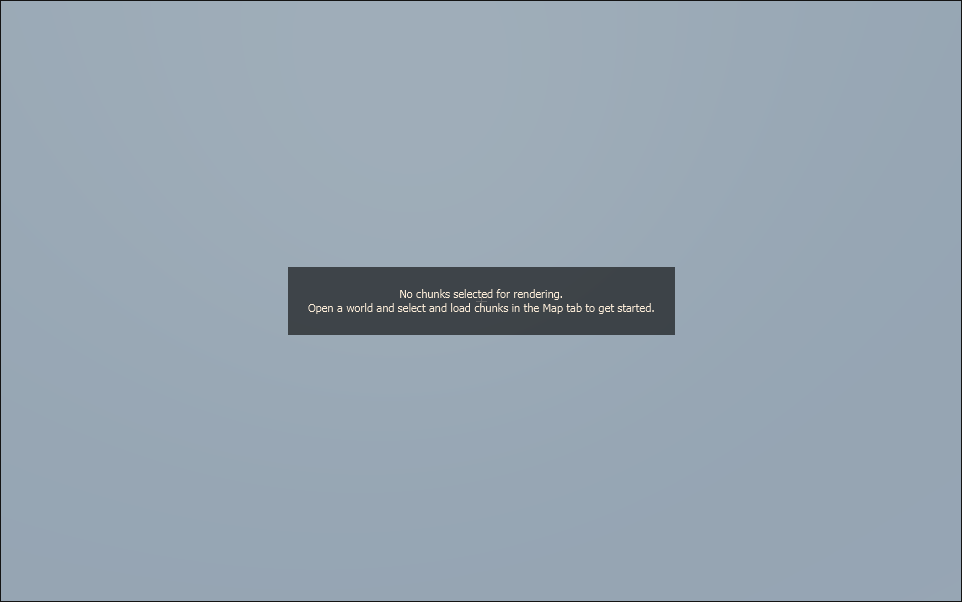 No chunks selected for rendering.
Open a world and select and load chunks in the Map tab to get started.